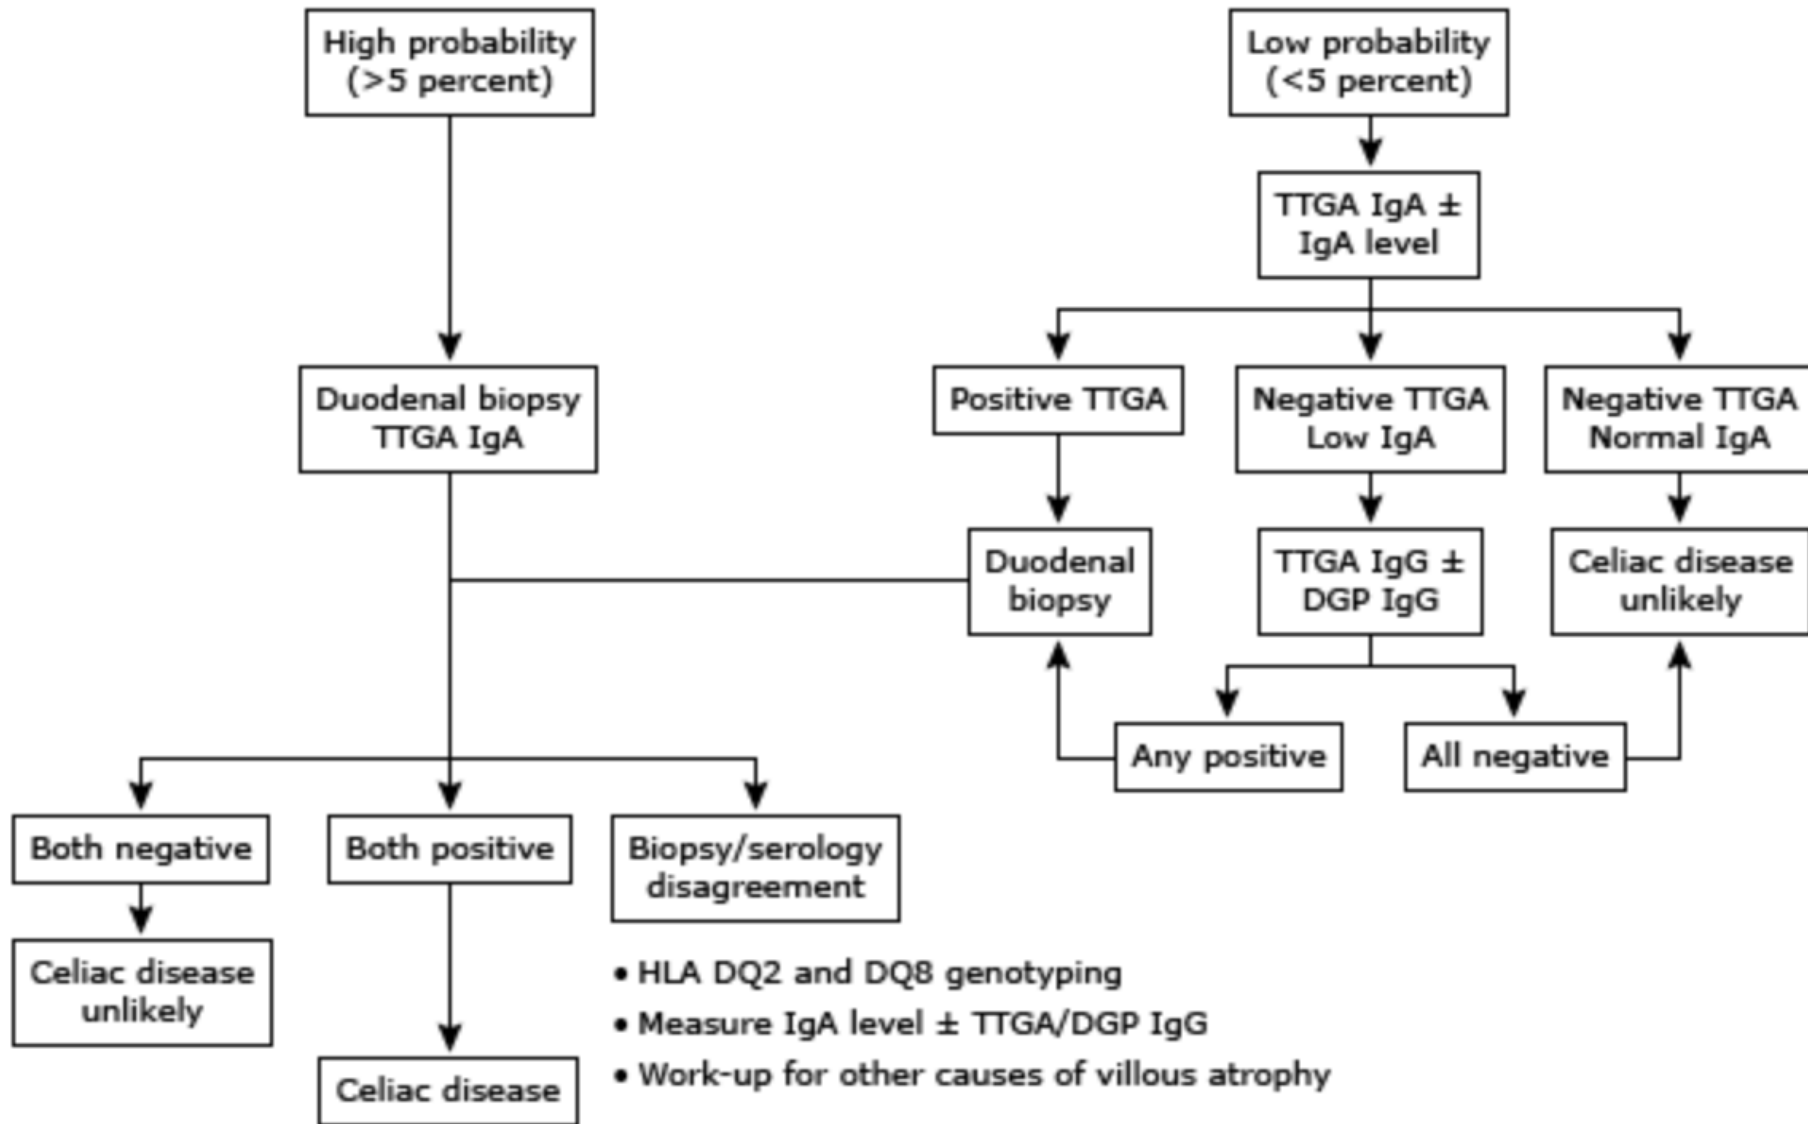 High probability
(>5 percent)
Low probability
(<5 percent)
TTGA IgA ±
IgA level
Duodenal biopsy
TTGA IgA
Positive TTGA
Negative TTGA
Low IgA
Negative TTGA
Normal IgA
Duodenal
biopsy
TTGA IgG ±
DGP IgG
Celiac disease
unlikely
Any positive
All negative
Both negative
Both positive
Biopsy/serology
disagreement
Celiac disease
unlikely
Celiac disease
• HLA DQ2 and DQ8 genotyping
• Measure IgA level ± TTGA/DGP IgG
• Work-up for other causes of villous atrophy